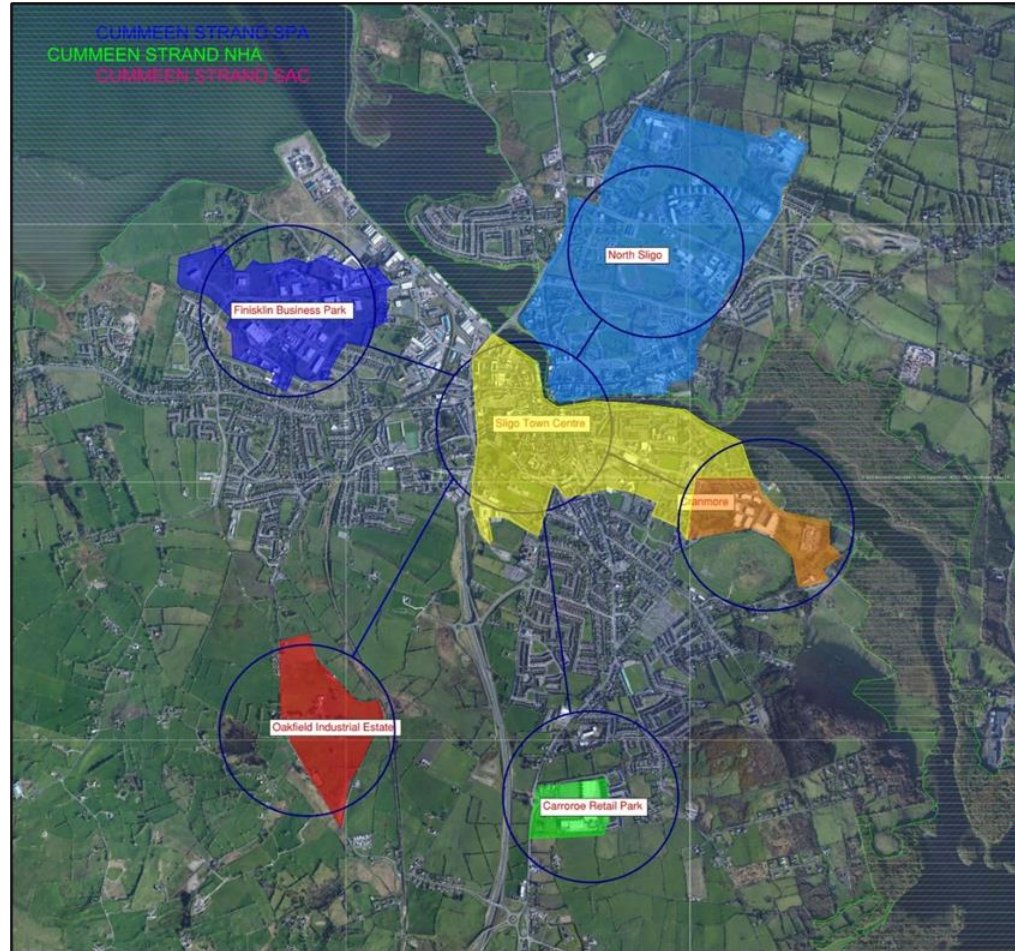 CUMMEEN STRAND SPA
CUMMEEN STRAND NHA
CUMMEEN STRAND SAC
North Sligo
Finisklin Business Park
Sligo Town Centre
Cranmore
Oakfield Industrial Estate
Carroroe Retail Park